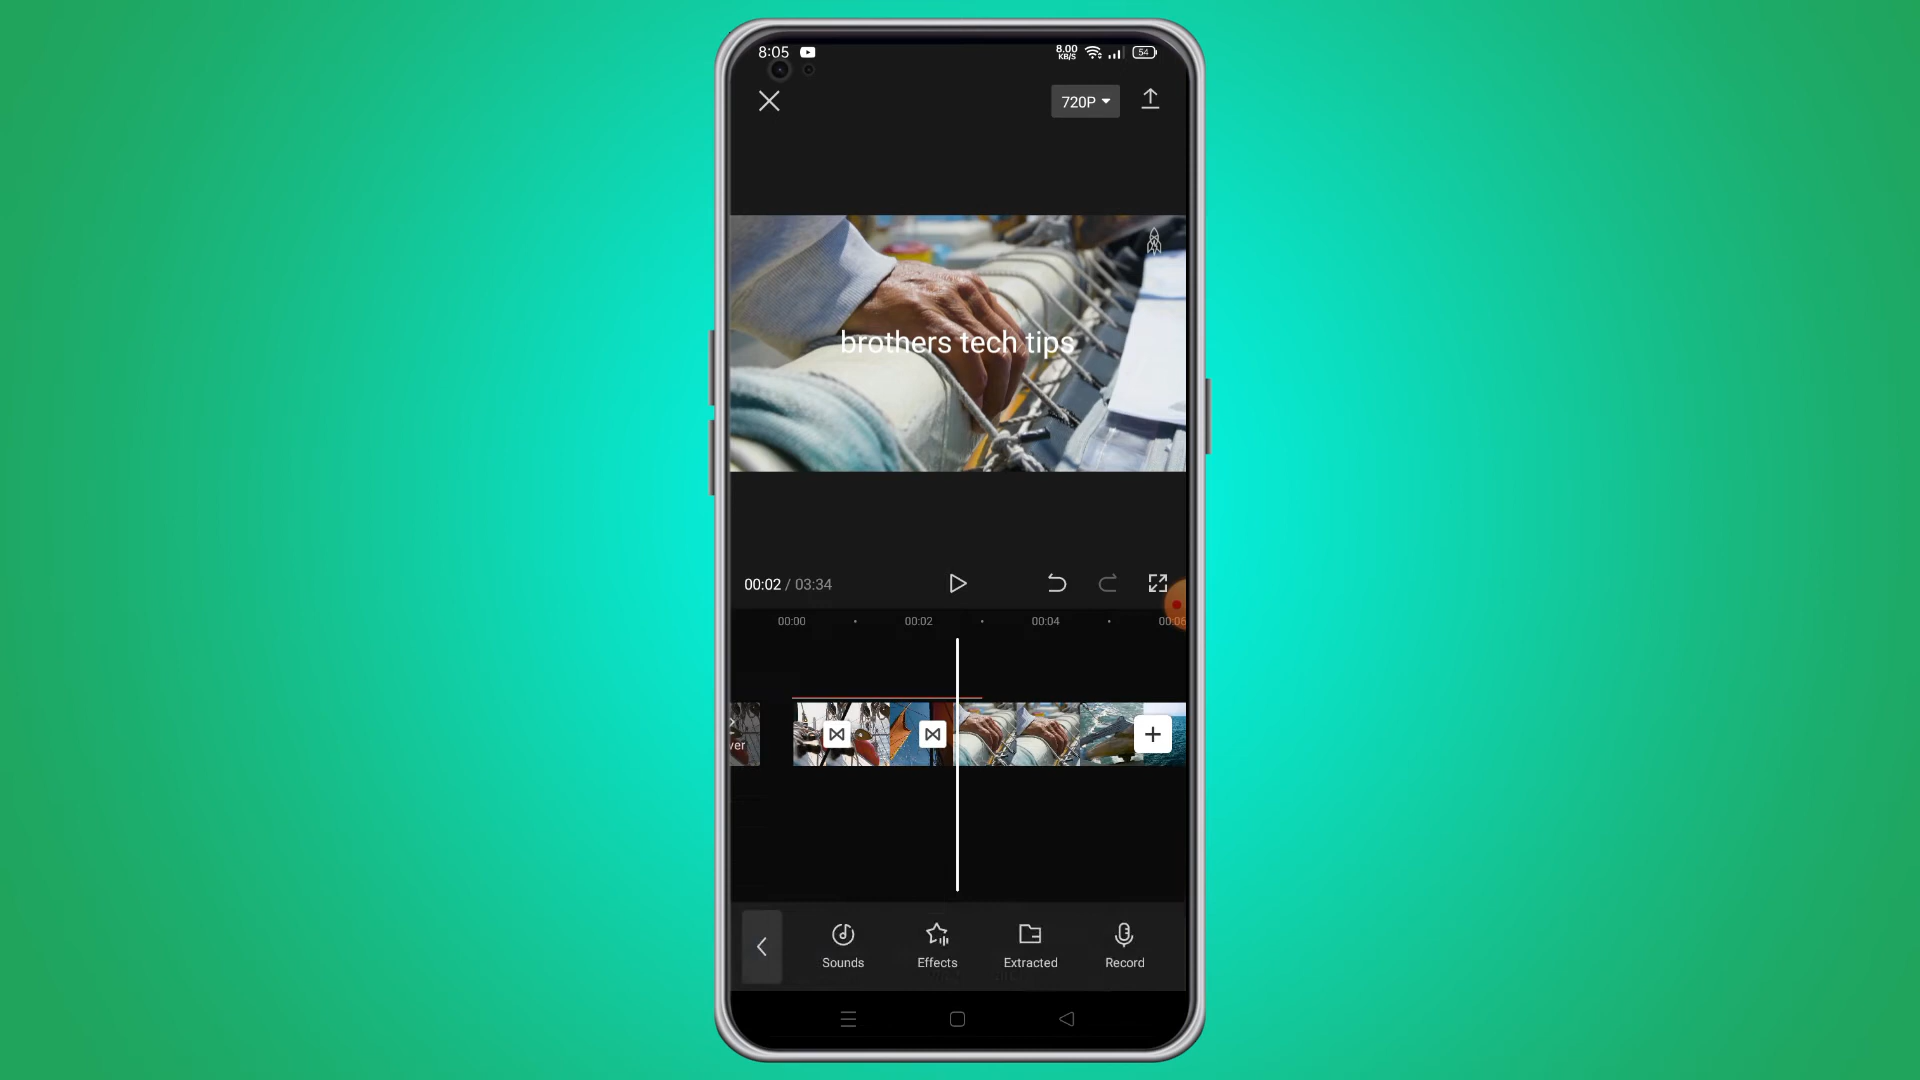 8:05
8.00
KB/S
54
720P
brothers tech tips
00:02 / 03:34
00:00
00:02
00:04
00:06
ver
Sounds
Effects
Extracted
Record